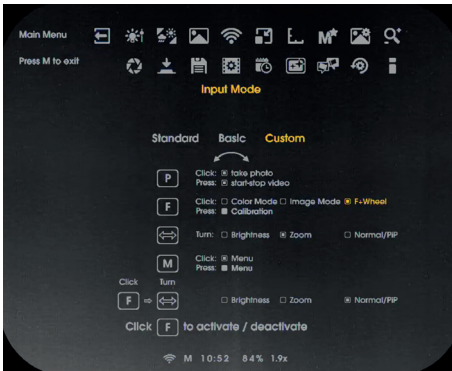 Main Menu
Press M to exit
Input Mode
Standard Basic Custom
P Click: take photo
Press: start-stop video
F Click: Color Mode Image Mode F+Wheel
Press: Calibration
Turn: Brightness Zoom Normal/PiP
M Click: Menu
Press: Menu
Click Turn
F Brightness Zoom Normal/PiP
Click F to activate / deactivate
M 10:52 84% 1.9x